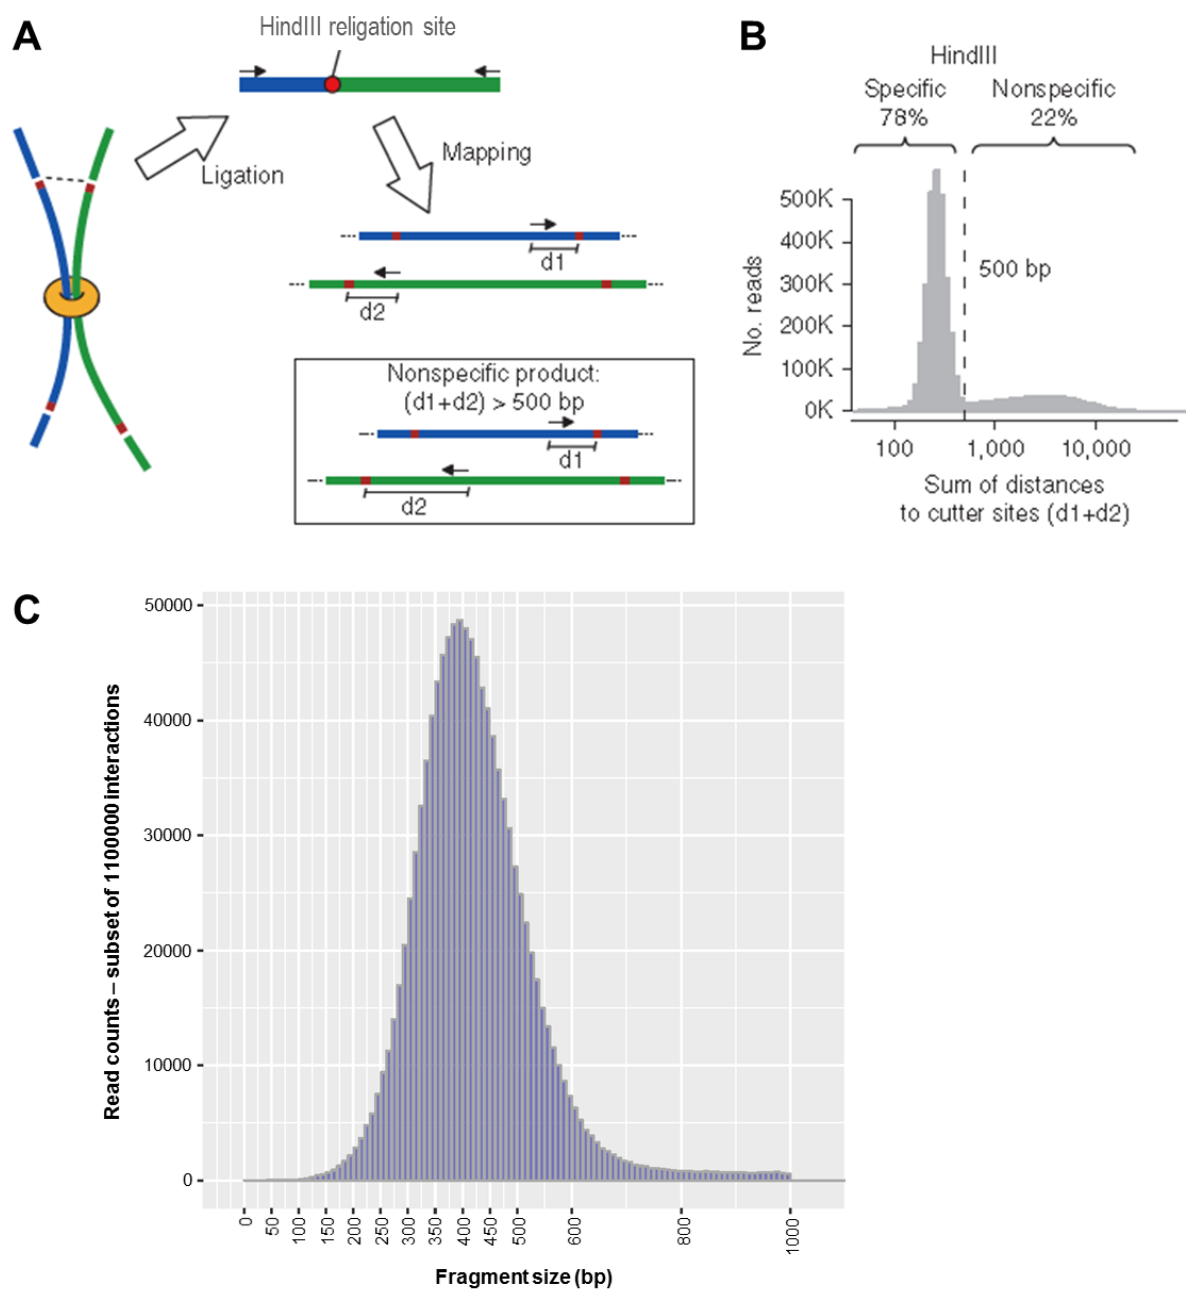 A
HindIII religation site
Ligation
Mapping
d1
d2
Nonspecific product:
(d1+d2) > 500 bp
d1
d2
B
HindIII
Specific
78%
Nonspecific
22%
500K
400K
300K
200K
100K
0K
No. reads
500 bp
100
1,000
10,000
Sum of distances
to cutter sites (d1+d2)
C
50000
40000
30000
20000
10000
0
Read counts – subset of 1100000 interactions
0
50
100
150
200
250
300
350
400
450
500
600
800
1000
Fragment size (bp)